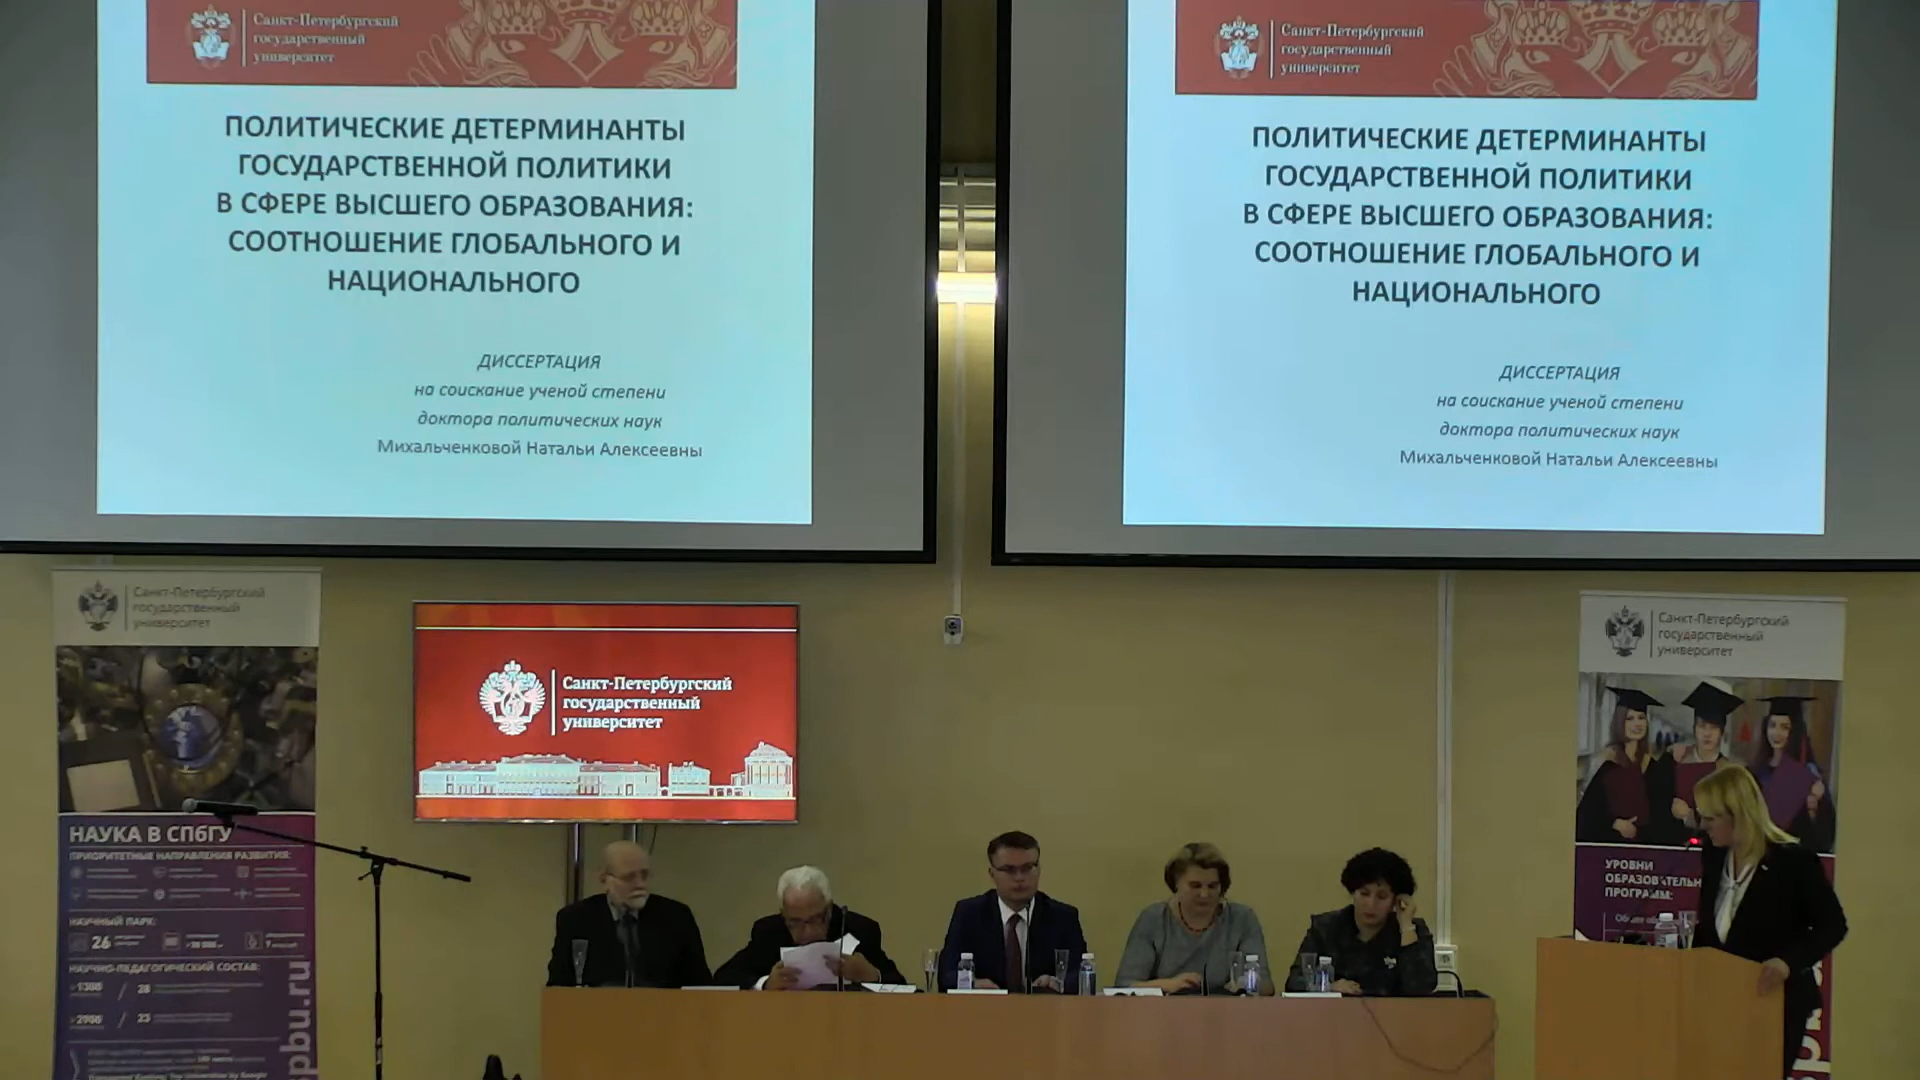 Санкт-Петербургский
государственный
университет
ПОЛИТИЧЕСКИЕ ДЕТЕРМИНАНТЫ
ГОСУДАРСТВЕННОЙ ПОЛИТИКИ
В СФЕРЕ ВЫСШЕГО ОБРАЗОВАНИЯ:
СООТНОШЕНИЕ ГЛОБАЛЬНОГО И
НАЦИОНАЛЬНОГО
ДИССЕРТАЦИЯ
на соискание ученой степени
доктора политических наук
Михальченковой Натальи Алексеевны
Санкт-Петербургский
государственный
университет
ПОЛИТИЧЕСКИЕ ДЕТЕРМИНАНТЫ
ГОСУДАРСТВЕННОЙ ПОЛИТИКИ
В СФЕРЕ ВЫСШЕГО ОБРАЗОВАНИЯ:
СООТНОШЕНИЕ ГЛОБАЛЬНОГО И
НАЦИОНАЛЬНОГО
ДИССЕРТАЦИЯ
на соискание ученой степени
доктора политических наук
Михальченковой Натальи Алексеевны
Санкт-Петербургский
государственный
университет
НАУКА В СПбГУ
ПРИОРИТЕТНЫЕ НАПРАВЛЕНИЯ РАЗВИТИЯ:
НАУЧНЫЙ ПАРК:
26
НАУЧНО-ПЕДАГОГИЧЕСКИЙ СОСТАВ:
spbu.ru
Санкт-Петербургский
государственный
университет
Санкт-Петербургский
государственный
университет
УРОВНИ
ПРОГРАММ: